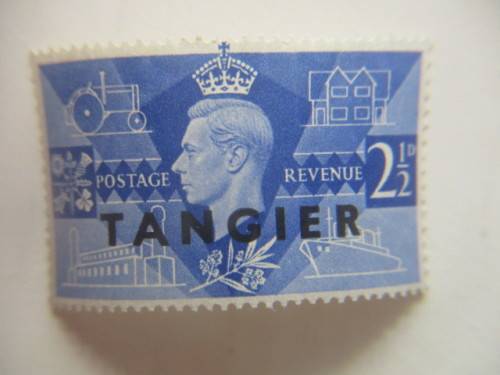 POSTAGE REVENUE 2½D
TANGIER